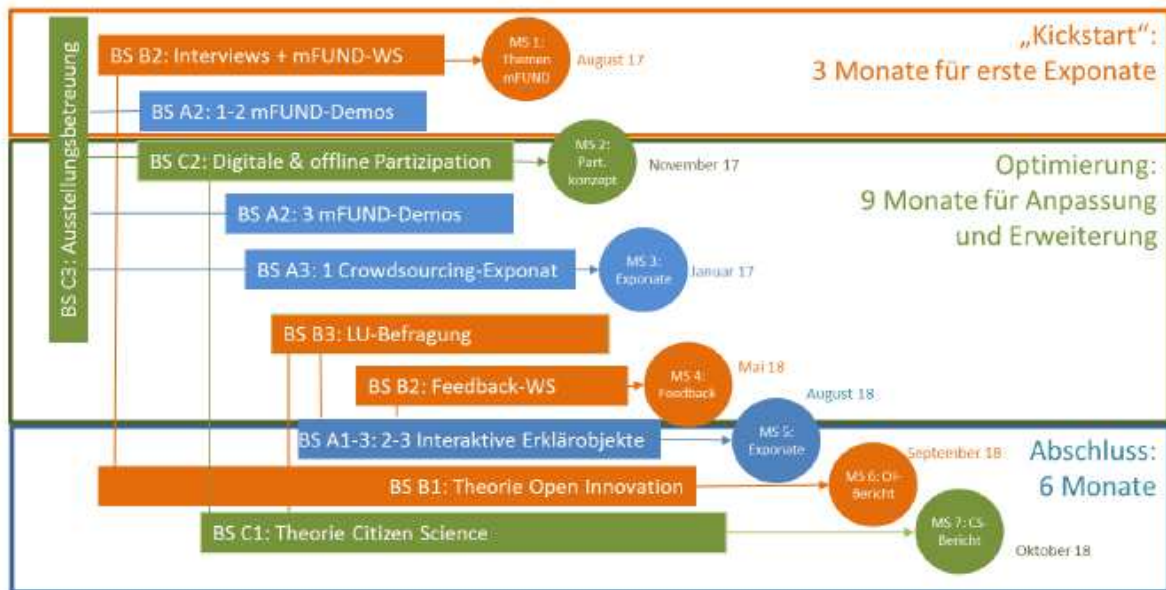 BS C3: Ausstellungsbetreuung
BS B2: Interviews + mFUND-WS
MS 1:
Themen
mFUND
August 17
„Kickstart“:
3 Monate für erste Exponate
BS A2: 1-2 mFUND-Demos
BS C2: Digitale & offline Partizipation
MS 2:
Part.
konzept
November 17
Optimierung:
9 Monate für Anpassung
und Erweiterung
BS A2: 3 mFUND-Demos
BS A3: 1 Crowdsourcing-Exponat
MS 3:
Exponate
Januar 17
BS B3: LU-Befragung
BS B2: Feedback-WS
MS 4:
Feedback
Mai 18
August 18
BS A1-3: 2-3 Interaktive Erklärobjekte
MS 5:
Exponate
Abschluss:
6 Monate
BS B1: Theorie Open Innovation
MS 6: OI-
Bericht
September 18
BS C1: Theorie Citizen Science
MS 7: CS-
Bericht
Oktober 18